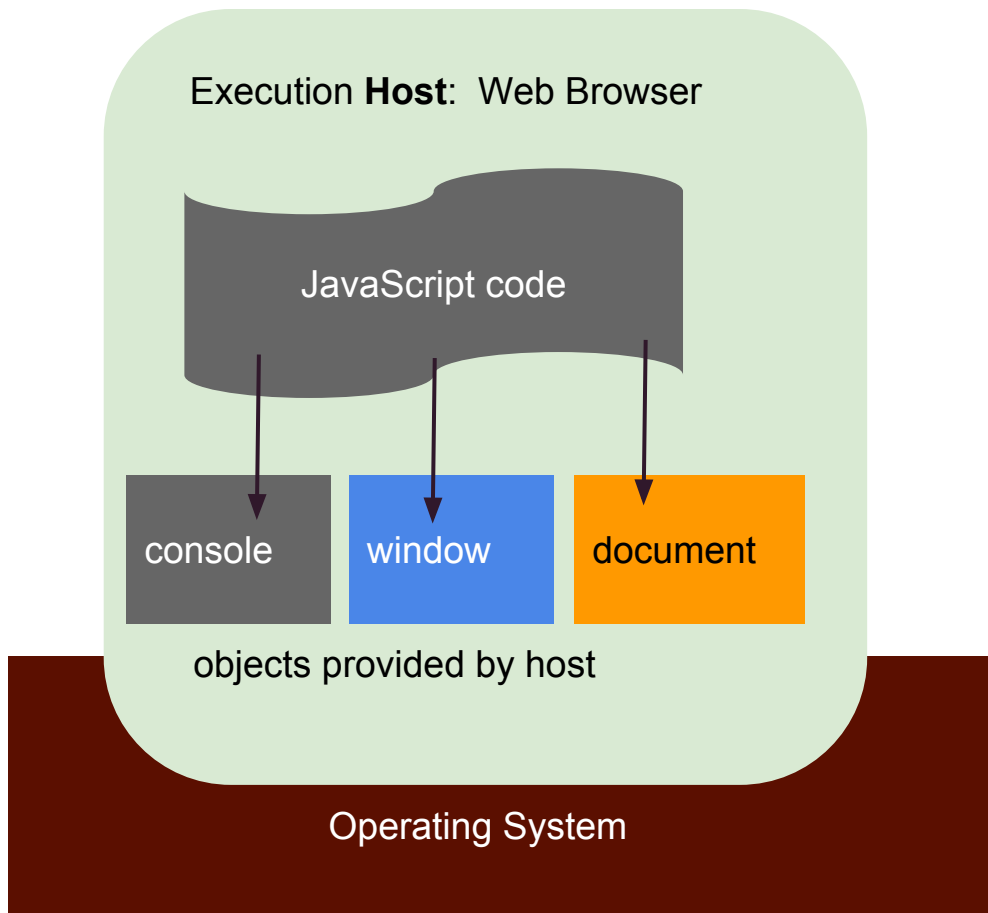 Execution Host: Web Browser
JavaScript code
console
window
document
objects provided by host
Operating System